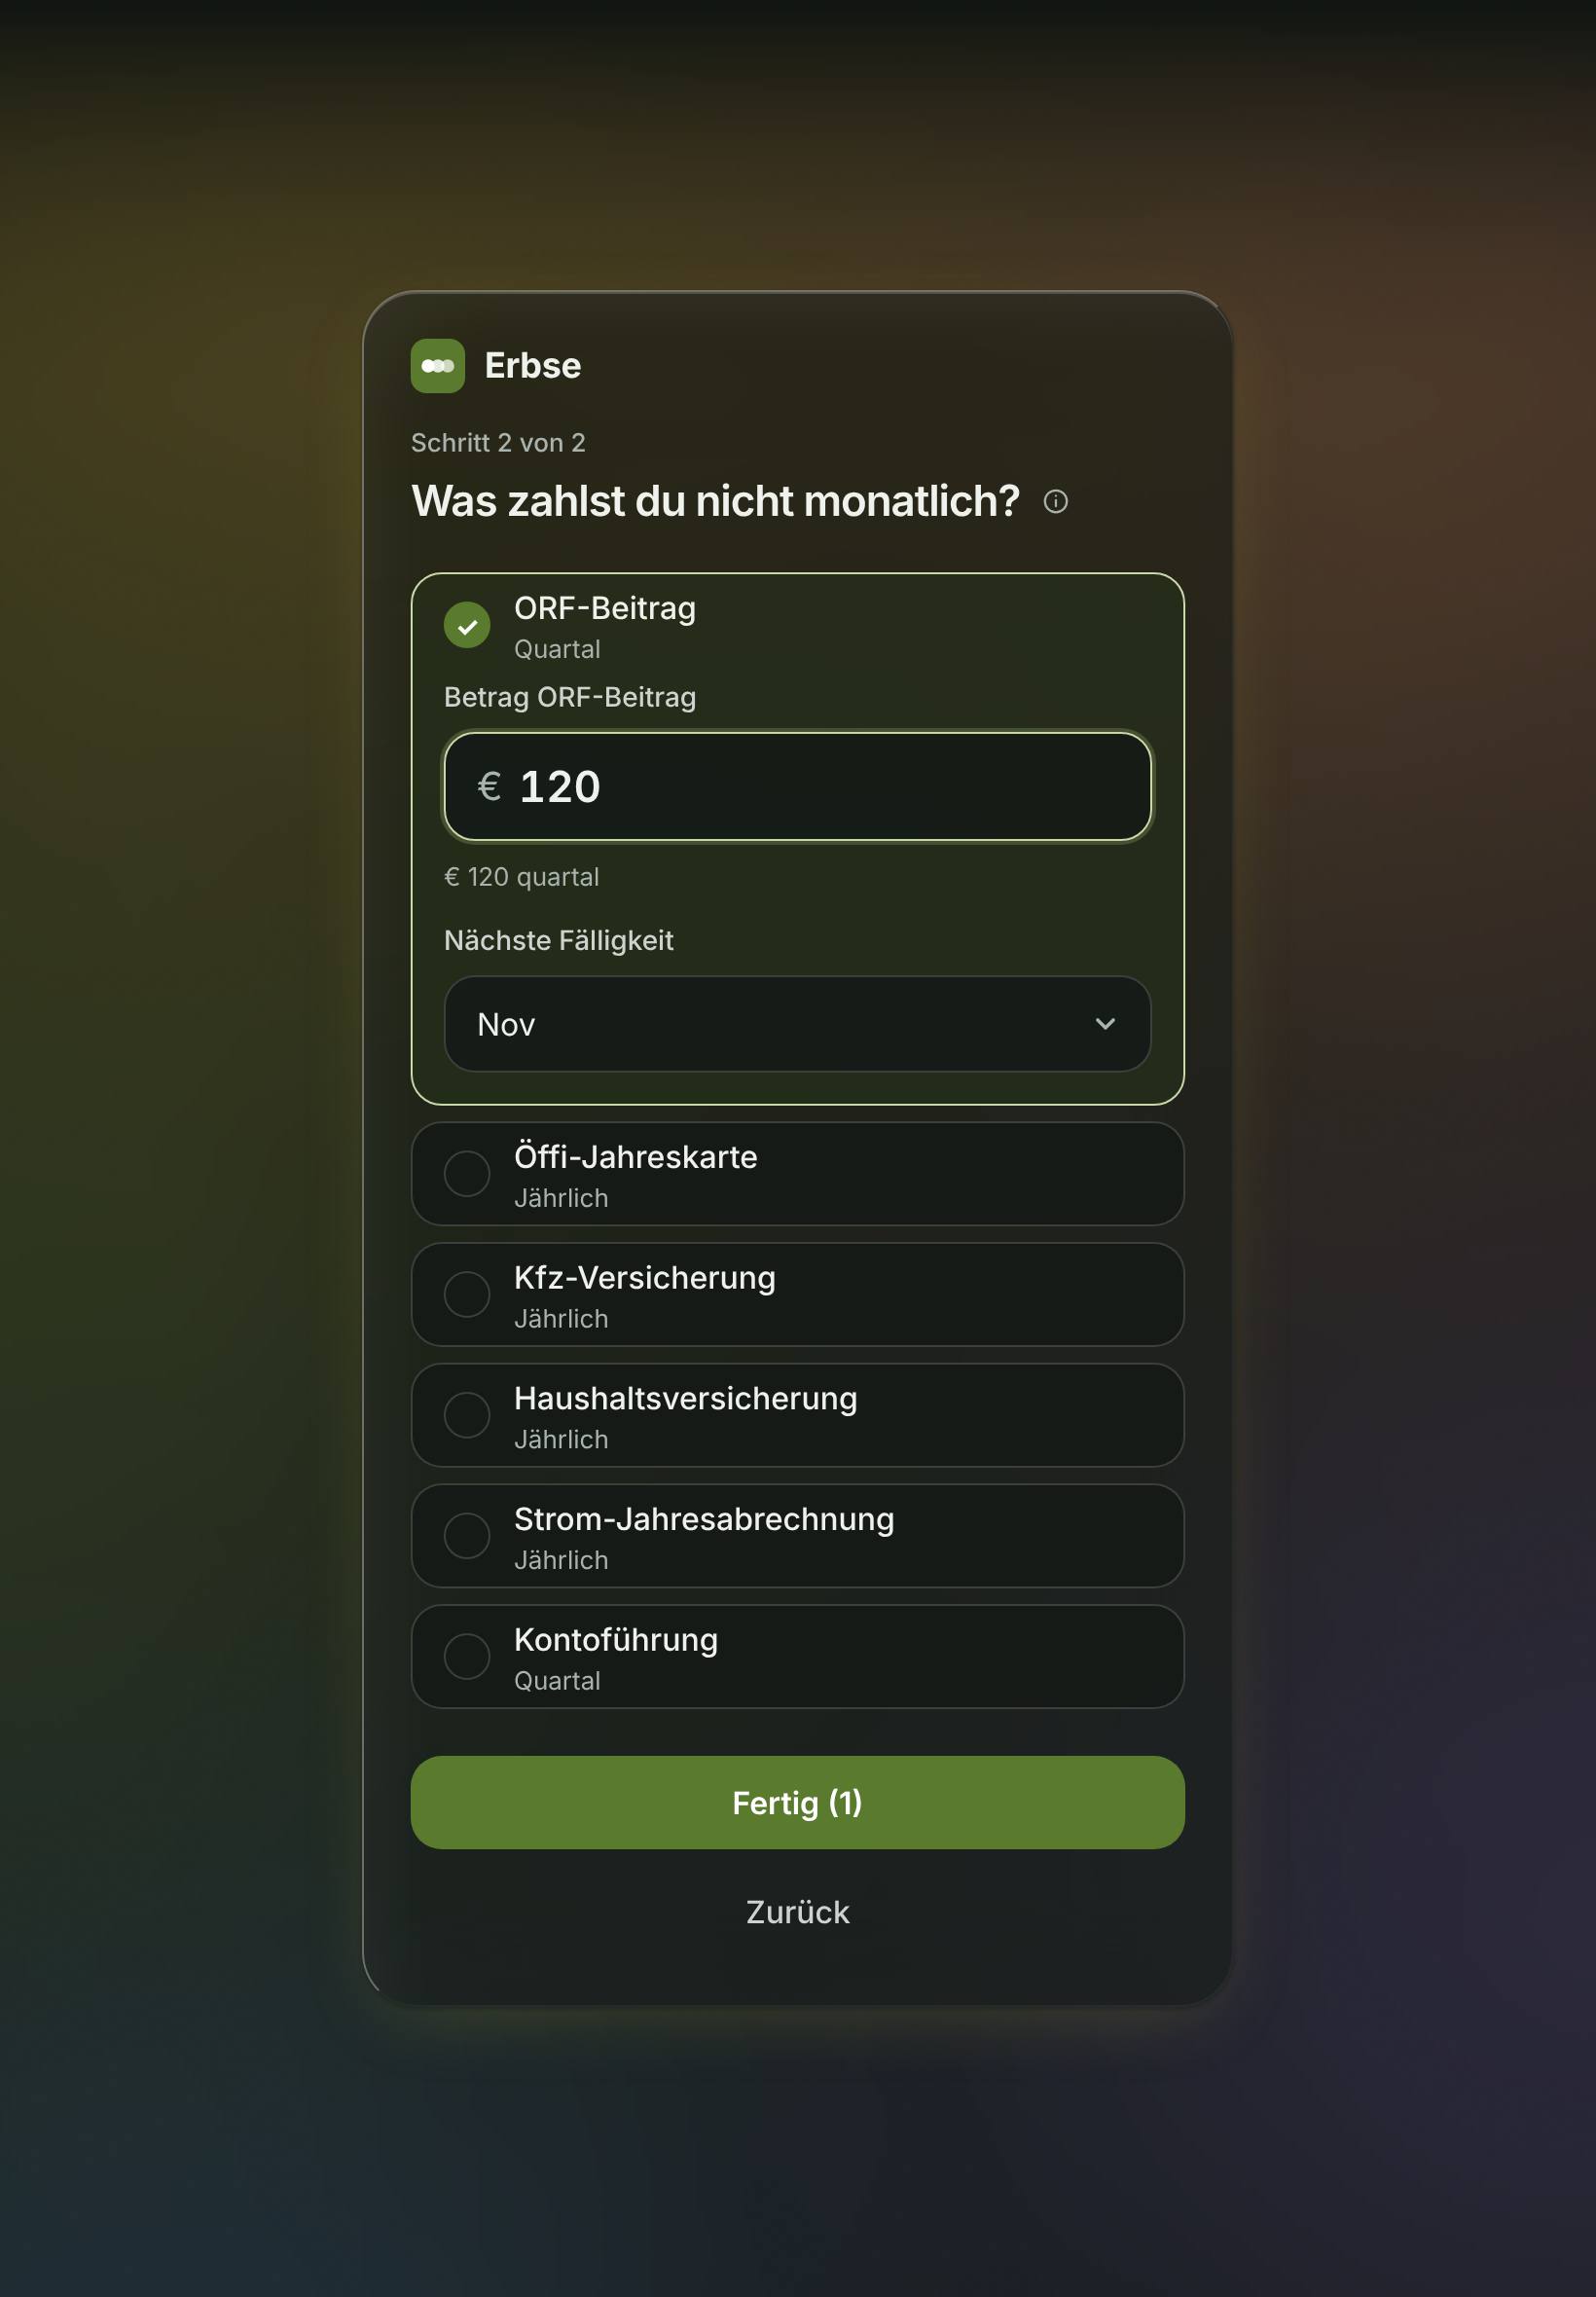 Erbse
Schritt 2 von 2
Was zahlst du nicht monatlich?
ORF-Beitrag
Quartal
Betrag ORF-Beitrag
€ 120
€ 120 quartal
Nächste Fälligkeit
Nov
Öffi-Jahreskarte
Jährlich
Kfz-Versicherung
Jährlich
Haushaltsversicherung
Jährlich
Strom-Jahresabrechnung
Jährlich
Kontoführung
Quartal
Fertig (1)
Zurück